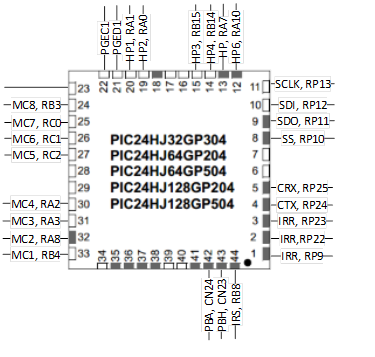 PGEC1
PGED1
HP1, RA1
HP2, RA0
HP3, RB15
HP4, RB14
HP, RA7
HP6, RA10
22
21
20
19
18
17
16
15
14
13
12
23
11 SCLK, RP13
MC8, RB3 24
10 SDI, RP12
MC7, RC0 25
9 SDO, RP11
MC6, RC1 26
8 SS, RP10
MC5, RC2 27
7
28
6
29
5 CRX, RP25
MC4, RA2 30
4 CTX, RP24
MC3, RA3 31
3 IRR, RP23
MC2, RA8 32
2 IRR,RP22
MC1, RB4 33
1 IRR, RP9
PIC24HJ32GP304
PIC24HJ64GP204
PIC24HJ64GP504
PIC24HJ128GP204
PIC24HJ128GP504
34
35
36
37
38
39
40
41
42
43
44
PBA, CN24
PBH, CN23
IRS, RB8